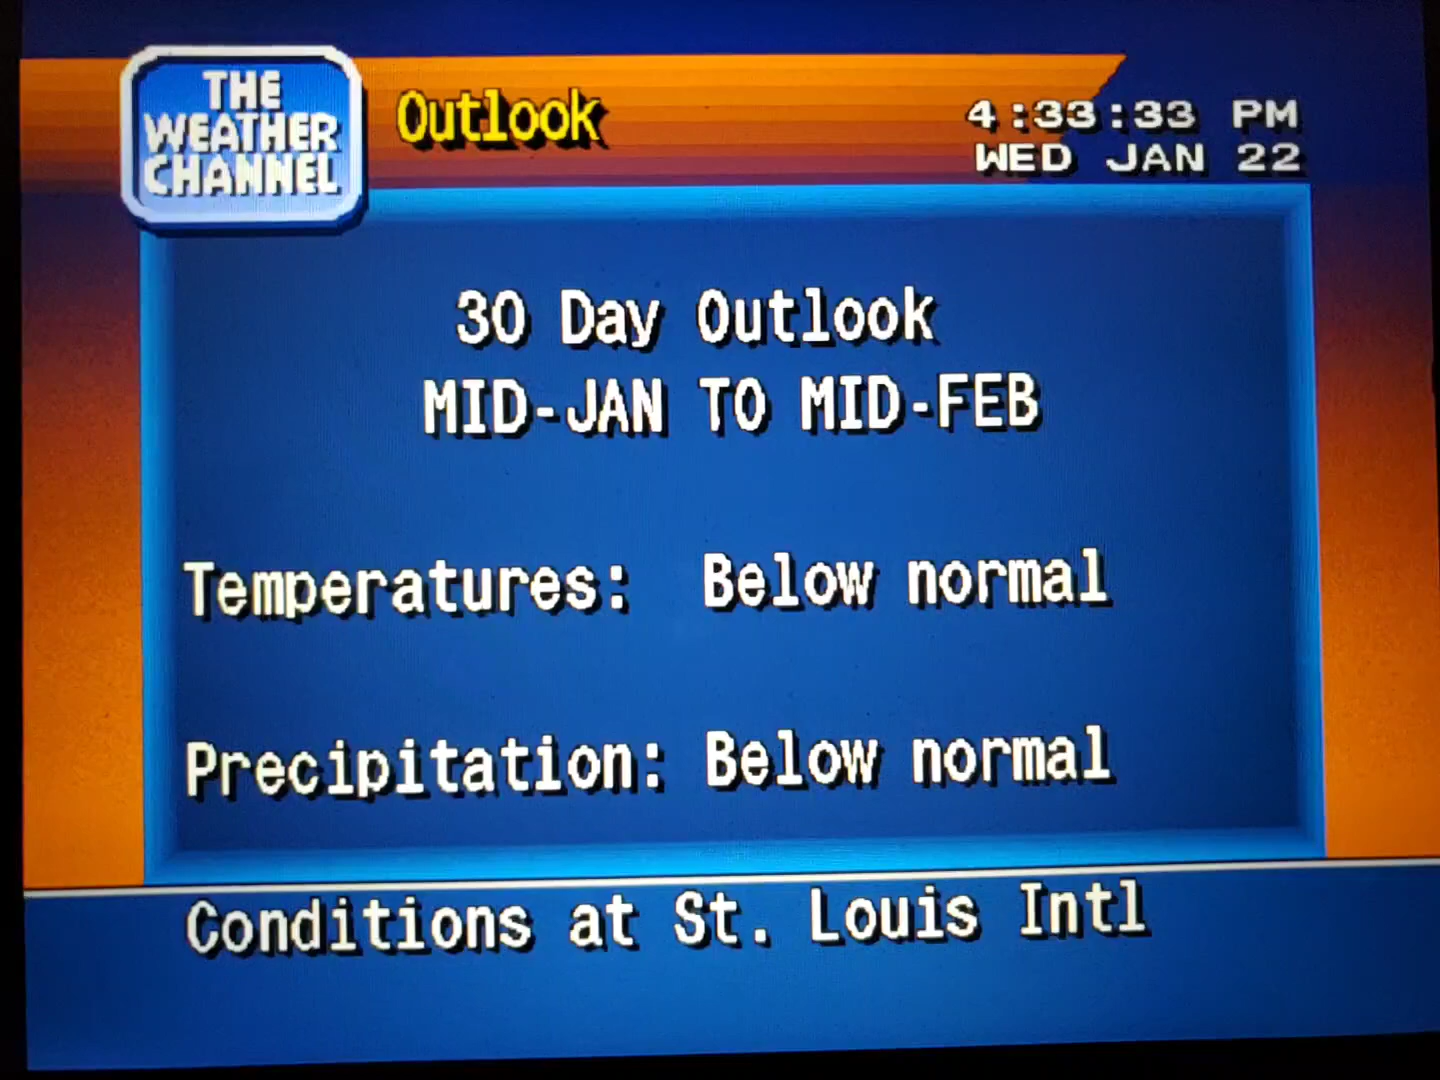 THE
WEATHER
CHANNEL
Outlook
4:33:33 PM
WED JAN 22
30 Day Outlook
MID-JAN TO MID-FEB
Temperatures: Below normal
Precipitation: Below normal
Conditions at St. Louis Intl